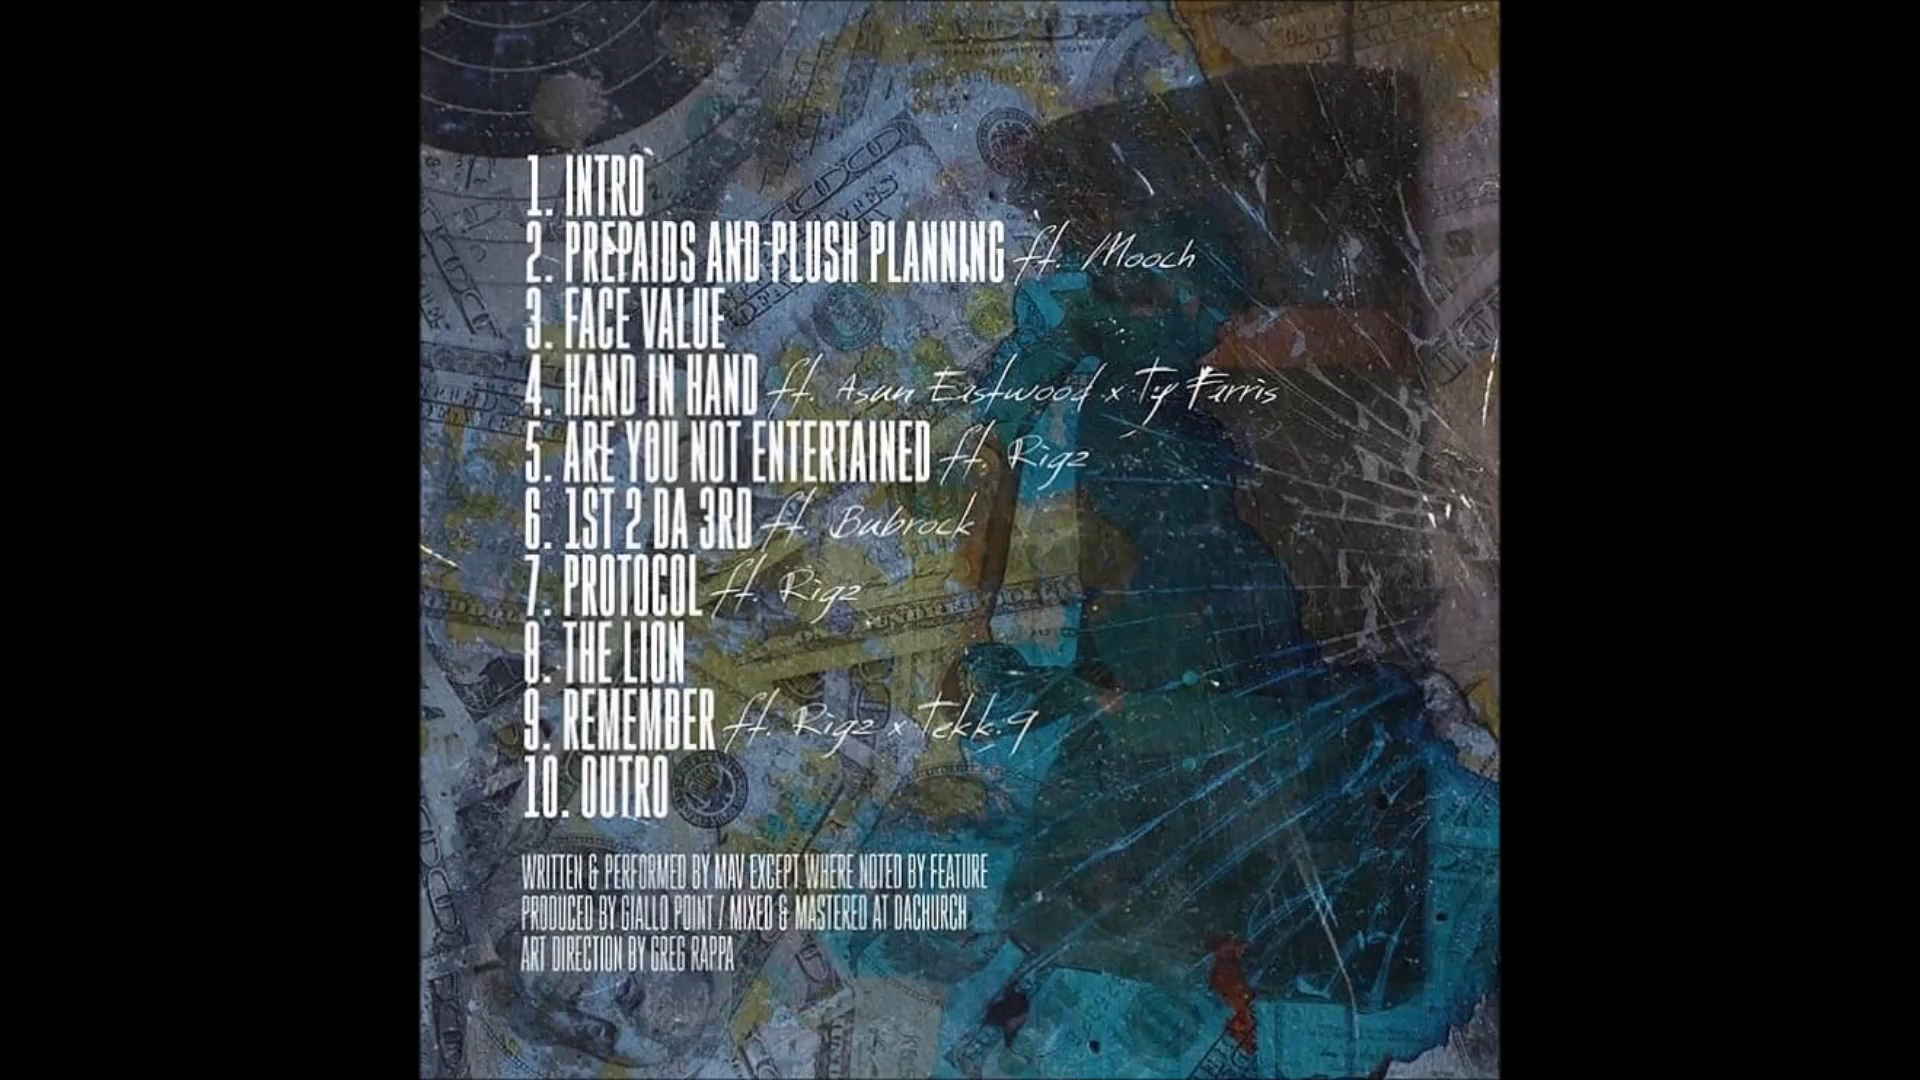 1. INTRO
2. PREPAIDS AND PLUSH PLANNING ft. Mooch
3. FACE VALUE
4. HAND IN HAND ft. Asun Eastwood x Ty Farris
5. ARE YOU NOT ENTERTAINED ft. Rigz
6. 1ST 2 DA 3RD ft. Bubrock
7. PROTOCOL ft. Rigz
8. THE LION
9. REMEMBER ft. Rigz x Tekk.9
10. OUTRO
WRITTEN & PERFORMED BY MAV EXCEPT WHERE NOTED BY FEATURE
PRODUCED BY GIALLO POINT / MIXED & MASTERED AT DACHURCH
ART DIRECTION BY GREG RAPPA